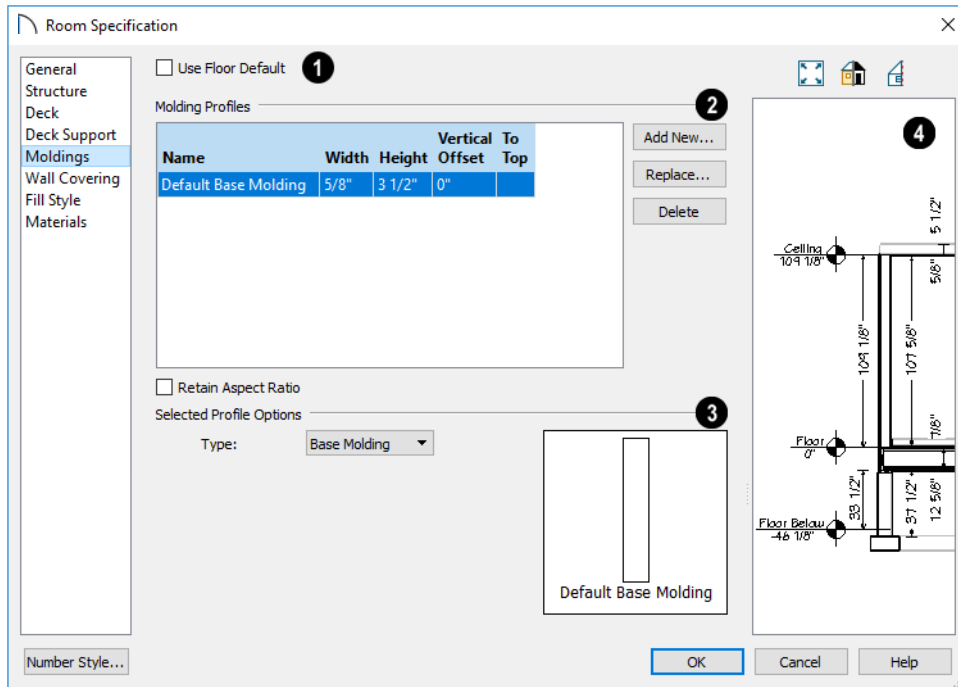 Room Specification
General
Structure
Deck
Deck Support
Moldings
Wall Covering
Fill Style
Materials
Use Floor Default
1
Molding Profiles
2
Name Width Height Vertical Offset To Top
Default Base Molding 5/8" 3 1/2" 0"
Add New...
Replace...
Delete
Retain Aspect Ratio
Selected Profile Options
3
Type: Base Molding
Default Base Molding
4
5 1/2"
Ceiling
109 1/8"
5/8"
109 1/8"
107 5/8"
7/8"
Floor
0"
33 1/2"
37 1/2"
12 5/8"
Floor Below
-46 1/8"
Number Style...
OK
Cancel
Help